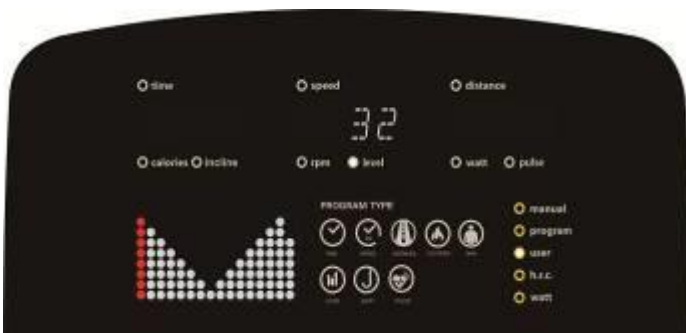 time speed distance
32
calories incline rpm level watt pulse
PROGRAM TYPE
manual
program
user
h.r.c.
watt